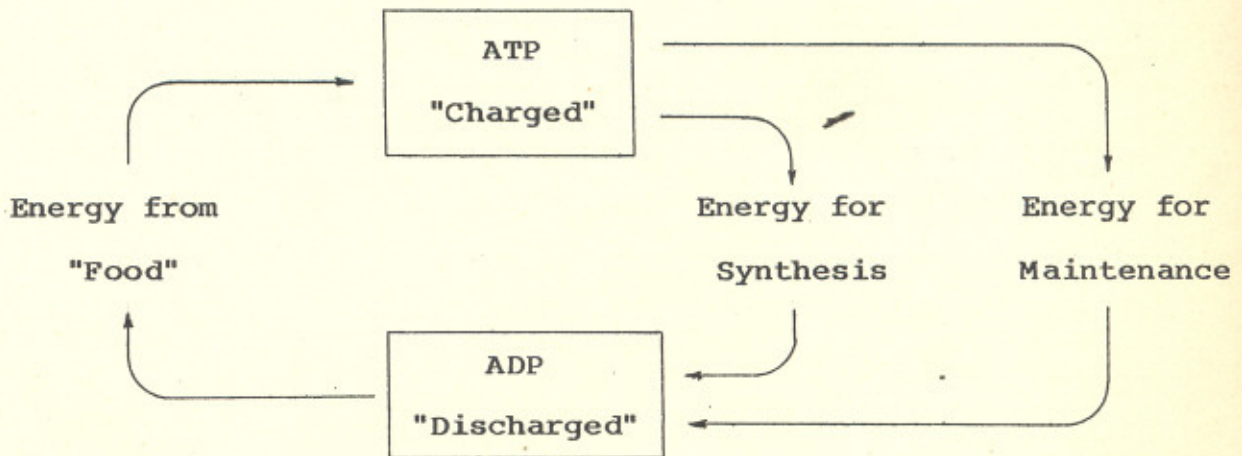 ATP
"Charged"
Energy from
"Food"
Energy for
Synthesis
Energy for
Maintenance
ADP
"Discharged"